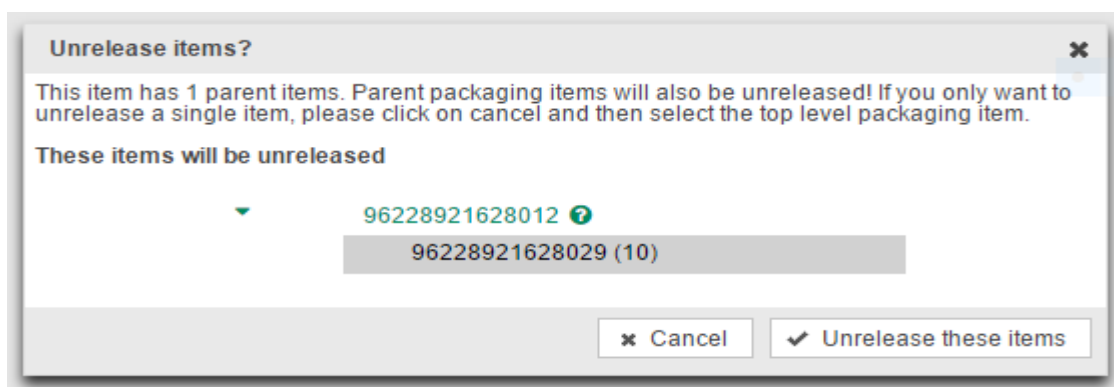 Unrelease items?
This item has 1 parent items. Parent packaging items will also be unreleased! If you only want to
unrelease a single item, please click on cancel and then select the top level packaging item.
These items will be unreleased
96228921628012
96228921628029 (10)
Cancel
Unrelease these items